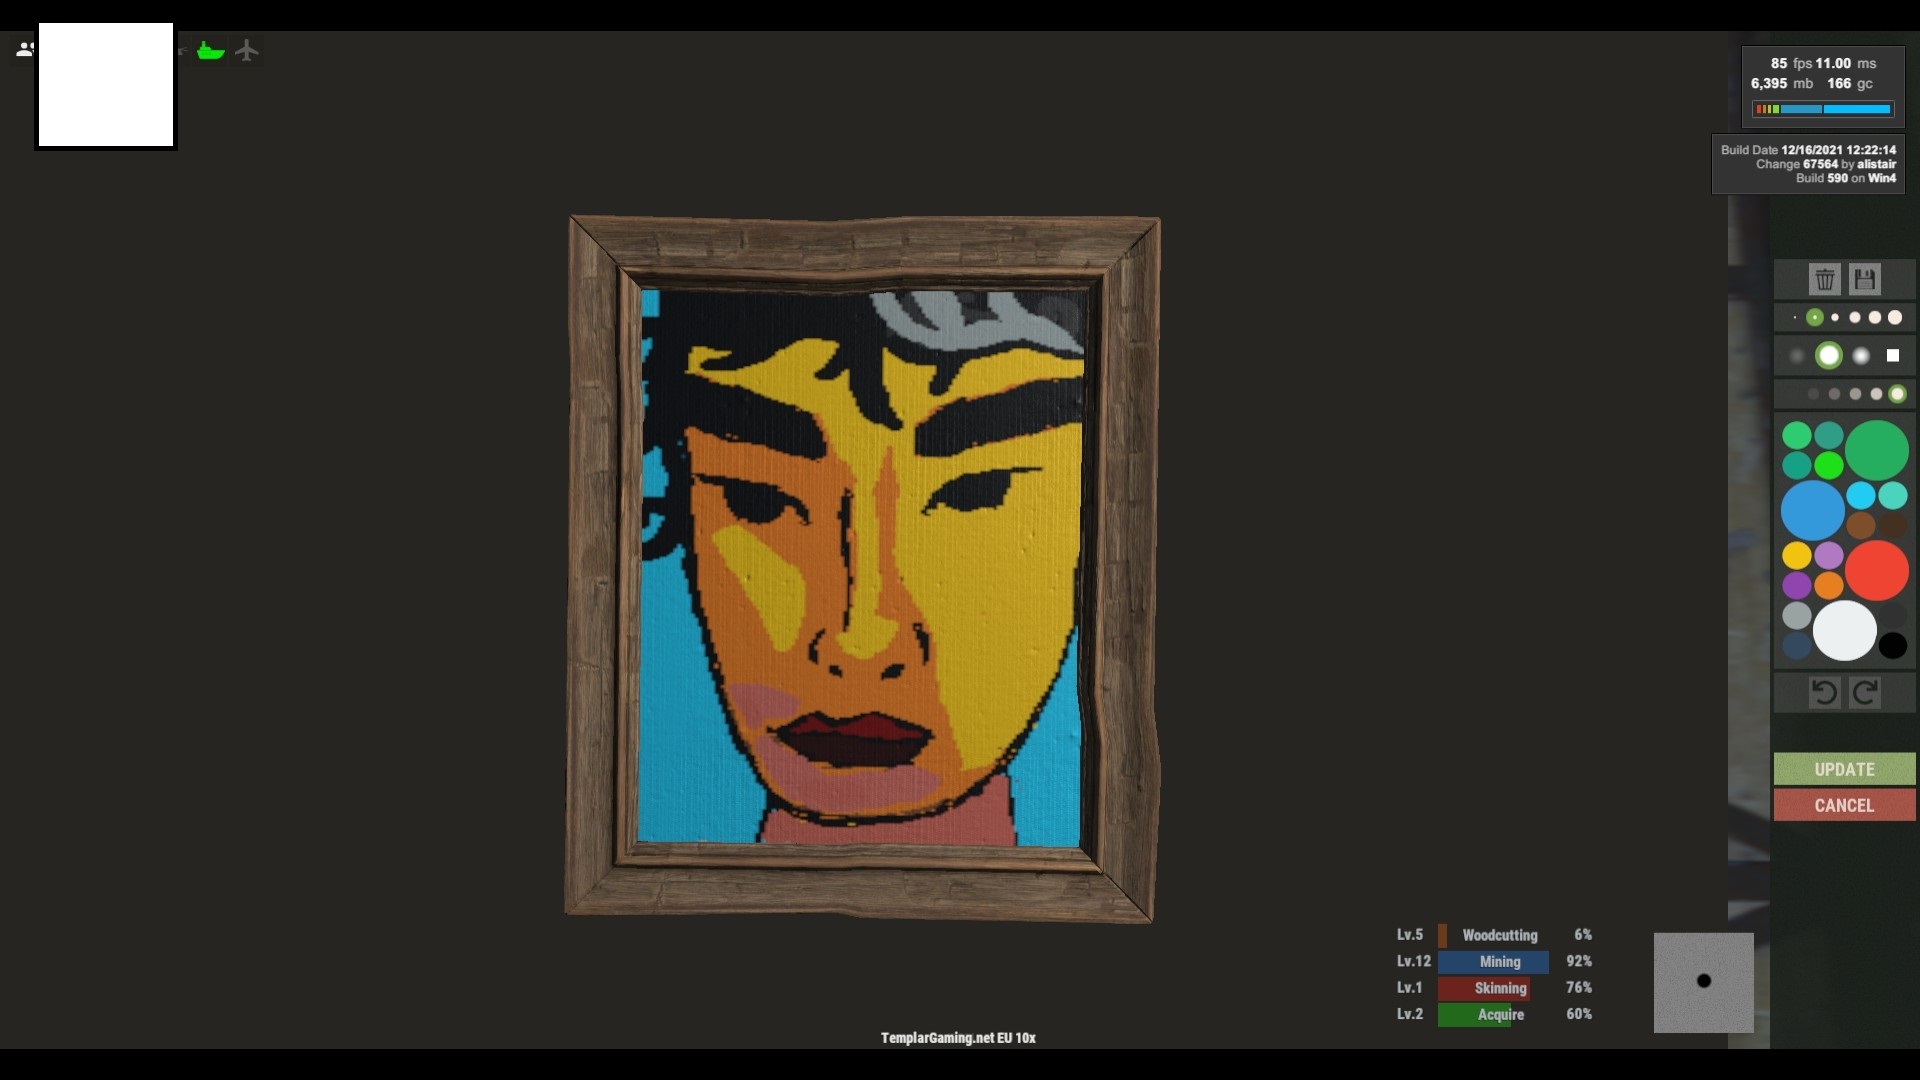 85 fps 11.00 ms
6,395 mb 166 gc
Build Date 12/16/2021 12:22:14
Change 67564 by alistair
Build 590 on Win4
UPDATE
CANCEL
Lv.5 Woodcutting 6%
Lv.12 Mining 92%
Lv.1 Skinning 76%
Lv.2 Acquire 60%
TemplarGaming.net EU 10x